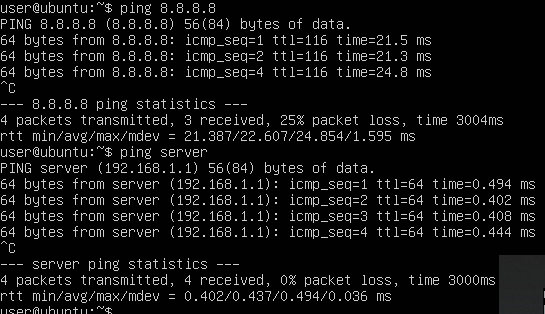 user@ubuntu:~$ ping 8.8.8.8
PING 8.8.8.8 (8.8.8.8) 56(84) bytes of data.
64 bytes from 8.8.8.8: icmp_seq=1 ttl=116 time=21.5 ms
64 bytes from 8.8.8.8: icmp_seq=2 ttl=116 time=21.3 ms
64 bytes from 8.8.8.8: icmp_seq=4 ttl=116 time=24.8 ms
^C
--- 8.8.8.8 ping statistics ---
4 packets transmitted, 3 received, 25% packet loss, time 3004ms
rtt min/avg/max/mdev = 21.387/22.607/24.854/1.595 ms
user@ubuntu:~$ ping server
PING server (192.168.1.1) 56(84) bytes of data.
64 bytes from server (192.168.1.1): icmp_seq=1 ttl=64 time=0.494 ms
64 bytes from server (192.168.1.1): icmp_seq=2 ttl=64 time=0.402 ms
64 bytes from server (192.168.1.1): icmp_seq=3 ttl=64 time=0.408 ms
64 bytes from server (192.168.1.1): icmp_seq=4 ttl=64 time=0.444 ms
^C
--- server ping statistics ---
4 packets transmitted, 4 received, 0% packet loss, time 3000ms
rtt min/avg/max/mdev = 0.402/0.437/0.494/0.036 ms
user@ubuntu:~$